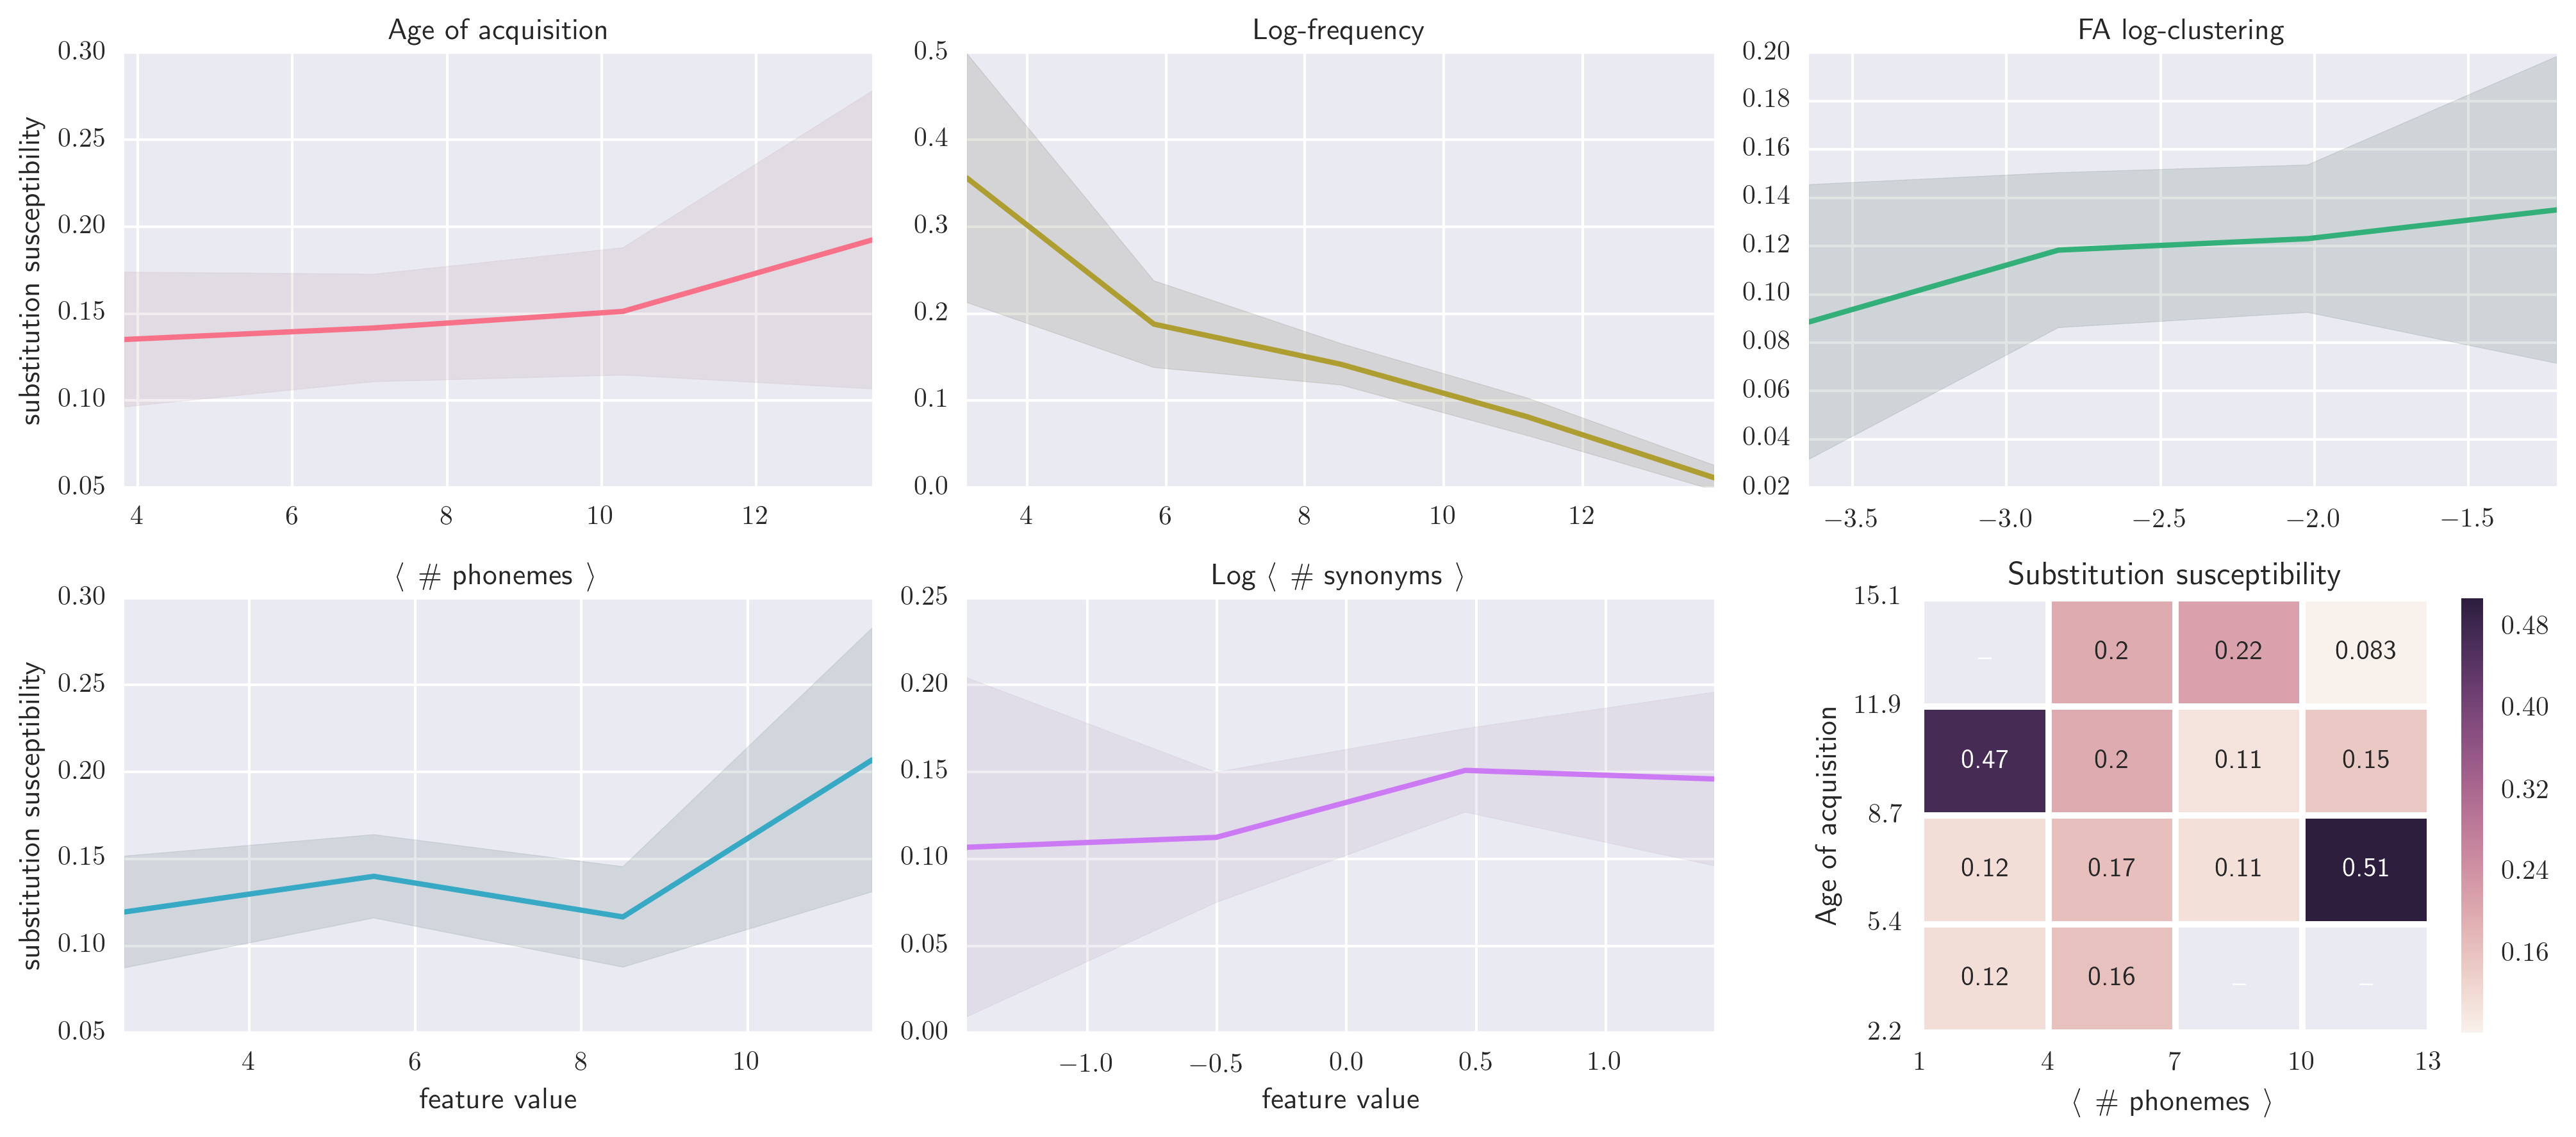 Age of acquisition
substitution susceptibility
0.30
0.25
0.20
0.15
0.10
0.05
4 6 8 10 12
Log-frequency
0.5
0.4
0.3
0.2
0.1
0.0
4 6 8 10 12
FA log-clustering
0.20
0.18
0.16
0.14
0.12
0.10
0.08
0.06
0.04
0.02
−3.5 −3.0 −2.5 −2.0 −1.5
⟨ # phonemes ⟩
substitution susceptibility
0.30
0.25
0.20
0.15
0.10
0.05
4 6 8 10
feature value
Log ⟨ # synonyms ⟩
0.25
0.20
0.15
0.10
0.05
0.00
−1.0 −0.5 0.0 0.5 1.0
feature value
Substitution susceptibility
Age of acquisition
15.1
11.9
8.7
5.4
2.2
– 0.2 0.22 0.083
0.47 0.2 0.11 0.15
0.12 0.17 0.11 0.51
0.12 0.16 – –
1 4 7 10 13
⟨ # phonemes ⟩
0.48
0.40
0.32
0.24
0.16